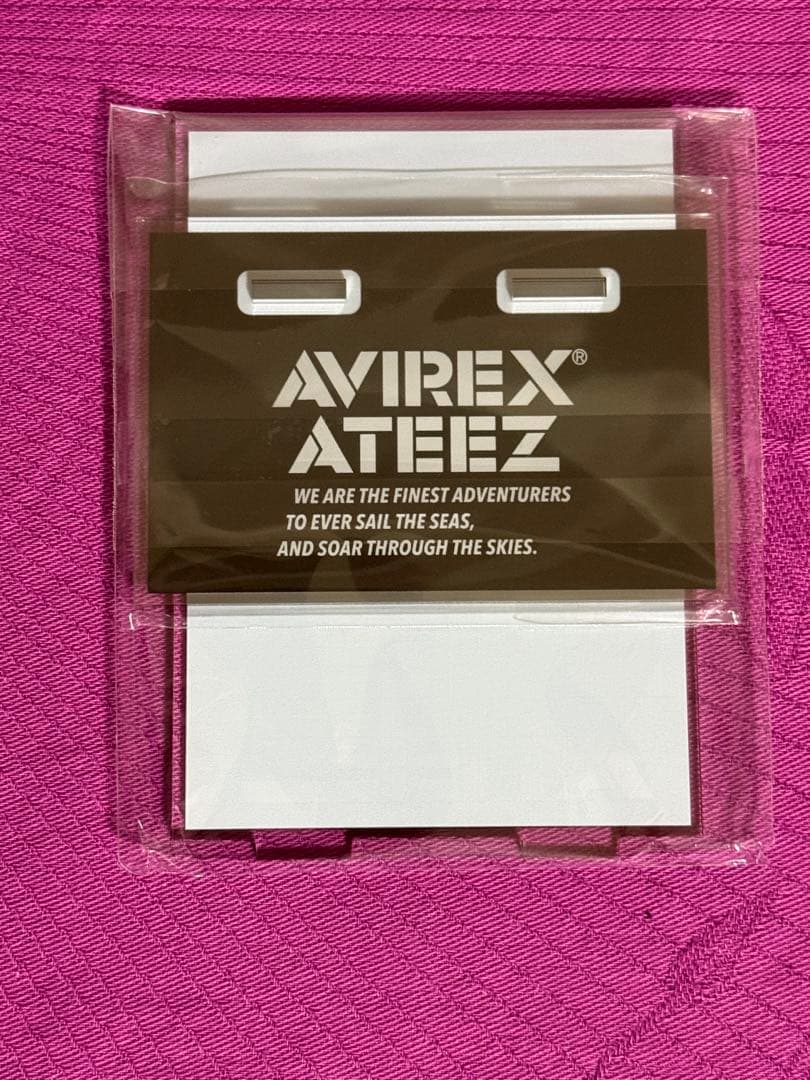 AVIREX®
ATEEZ
WE ARE THE FINEST ADVENTURERS
TO EVER SAIL THE SEAS,
AND SOAR THROUGH THE SKIES.